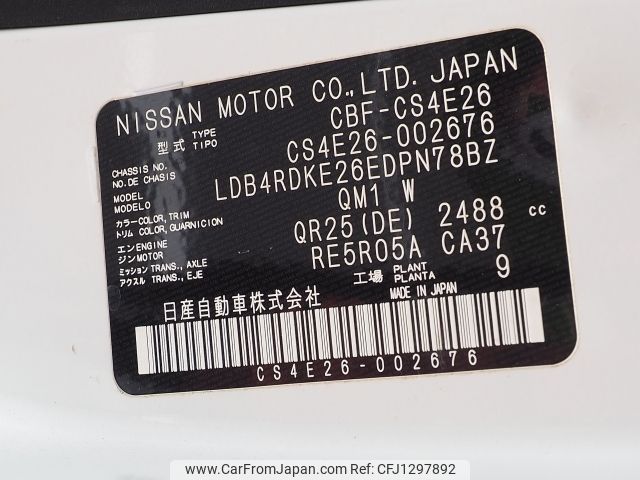 NISSAN MOTOR CO.,LTD. JAPAN
型式 TYPE TIPO CBF-CS4E26
CHASSIS NO. NO.DE CHASIS CS4E26-002676
MODEL MODELO LDB4RDKE26EDPN78BZ
カラー COLOR, TRIM トリム COLOR, GUARNICION QM1 W
エンジン ENGINE MOTOR QR25(DE) 2488 cc
ミッション TRANS., AXLE アクスル TRANS., EJE RE5R05A CA37
工場 PLANT PLANTA 9
日産自動車株式会社 MADE IN JAPAN
CS4E26-002676
www.CarFromJapan.com - CFJ1297892